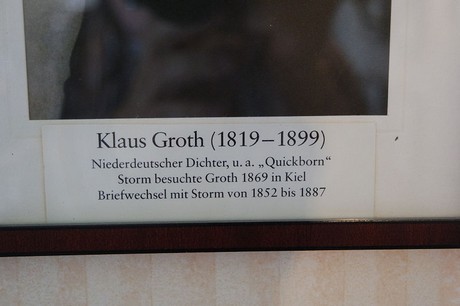 Klaus Groth (1819–1899)
Niederdeutscher Dichter, u. a. „Quickborn“
Storm besuchte Groth 1869 in Kiel
Briefwechsel mit Storm von 1852 bis 1887